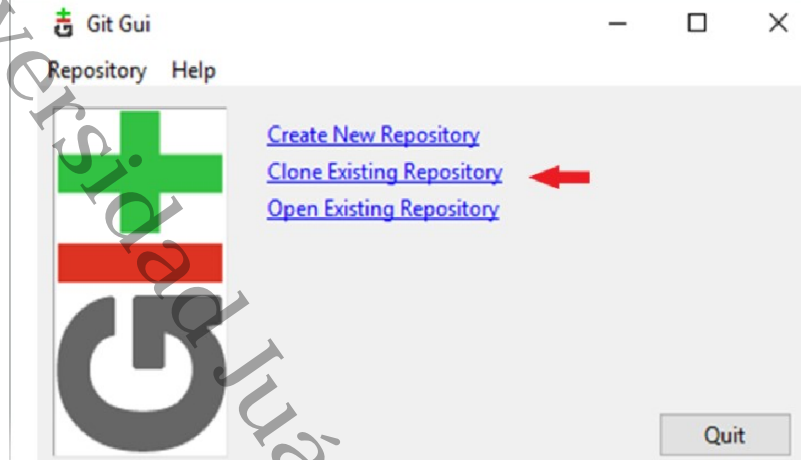 Git Gui
Repository Help
Create New Repository
Clone Existing Repository
Open Existing Repository
Quit